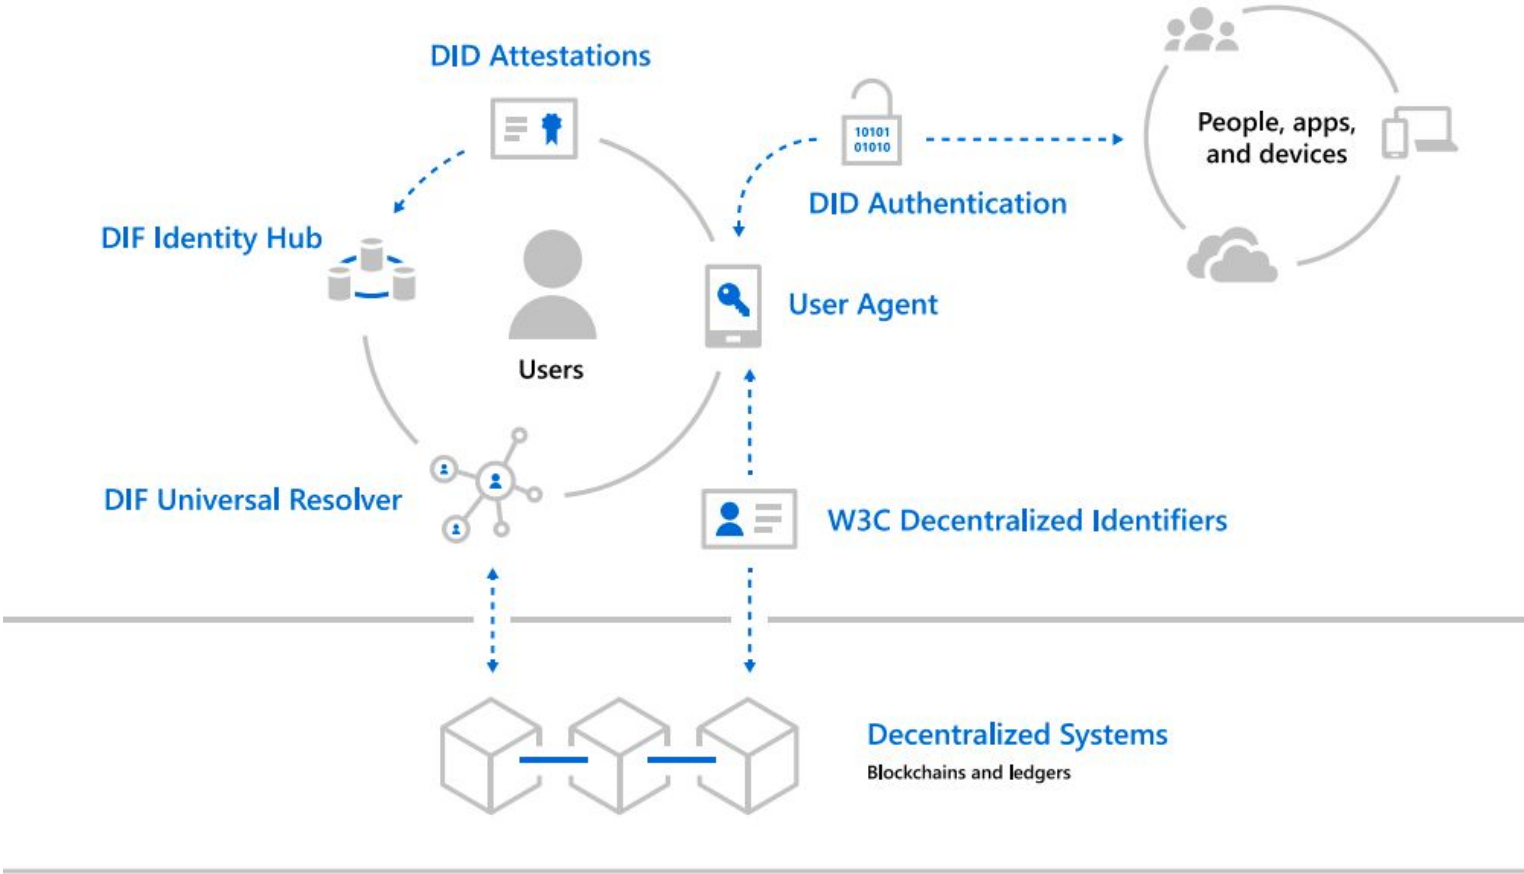 DID Attestations
10101
01010
People, apps,
and devices
DID Authentication
DIF Identity Hub
User Agent
Users
DIF Universal Resolver
W3C Decentralized Identifiers
Decentralized Systems
Blockchains and ledgers